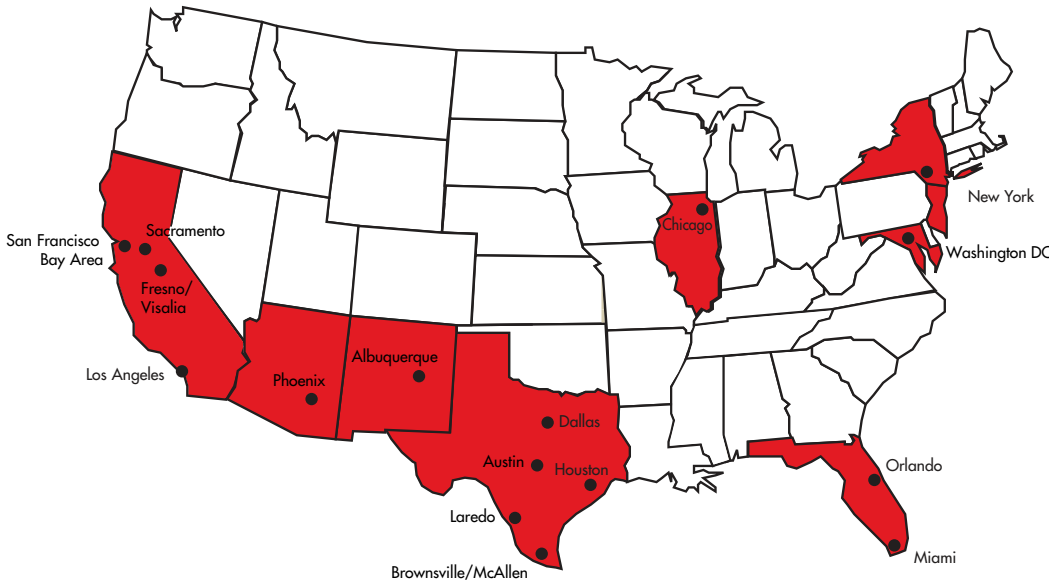 New York
Chicago
Sacramento
San Francisco
Bay Area
Washington DC
Fresno/
Visalia
Albuquerque
Los Angeles
Phoenix
Dallas
Austin
Houston
Orlando
Laredo
Miami
Brownsville/McAllen